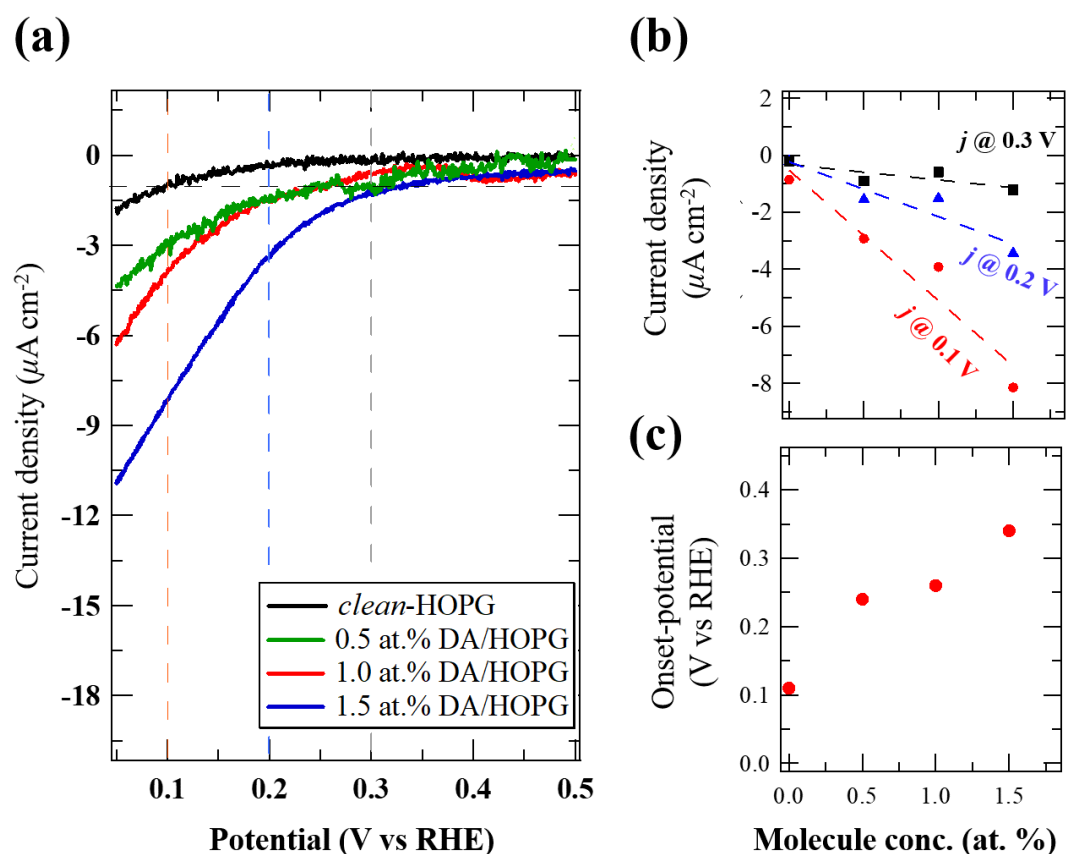 (a)
0
-3
-6
-9
-12
-15
-18
Current density (μA cm-2)
clean-HOPG
0.5 at.% DA/HOPG
1.0 at.% DA/HOPG
1.5 at.% DA/HOPG
0.1
0.2
0.3
0.4
0.5
Potential (V vs RHE)
(b)
2
0
-2
-4
-6
-8
Current density
(μA cm-2)
j @ 0.3 V
j @ 0.2 V
j @ 0.1 V
(c)
0.4
0.3
0.2
0.1
0.0
Onset-potential
(V vs RHE)
0.0
0.5
1.0
1.5
Molecule conc. (at. %)